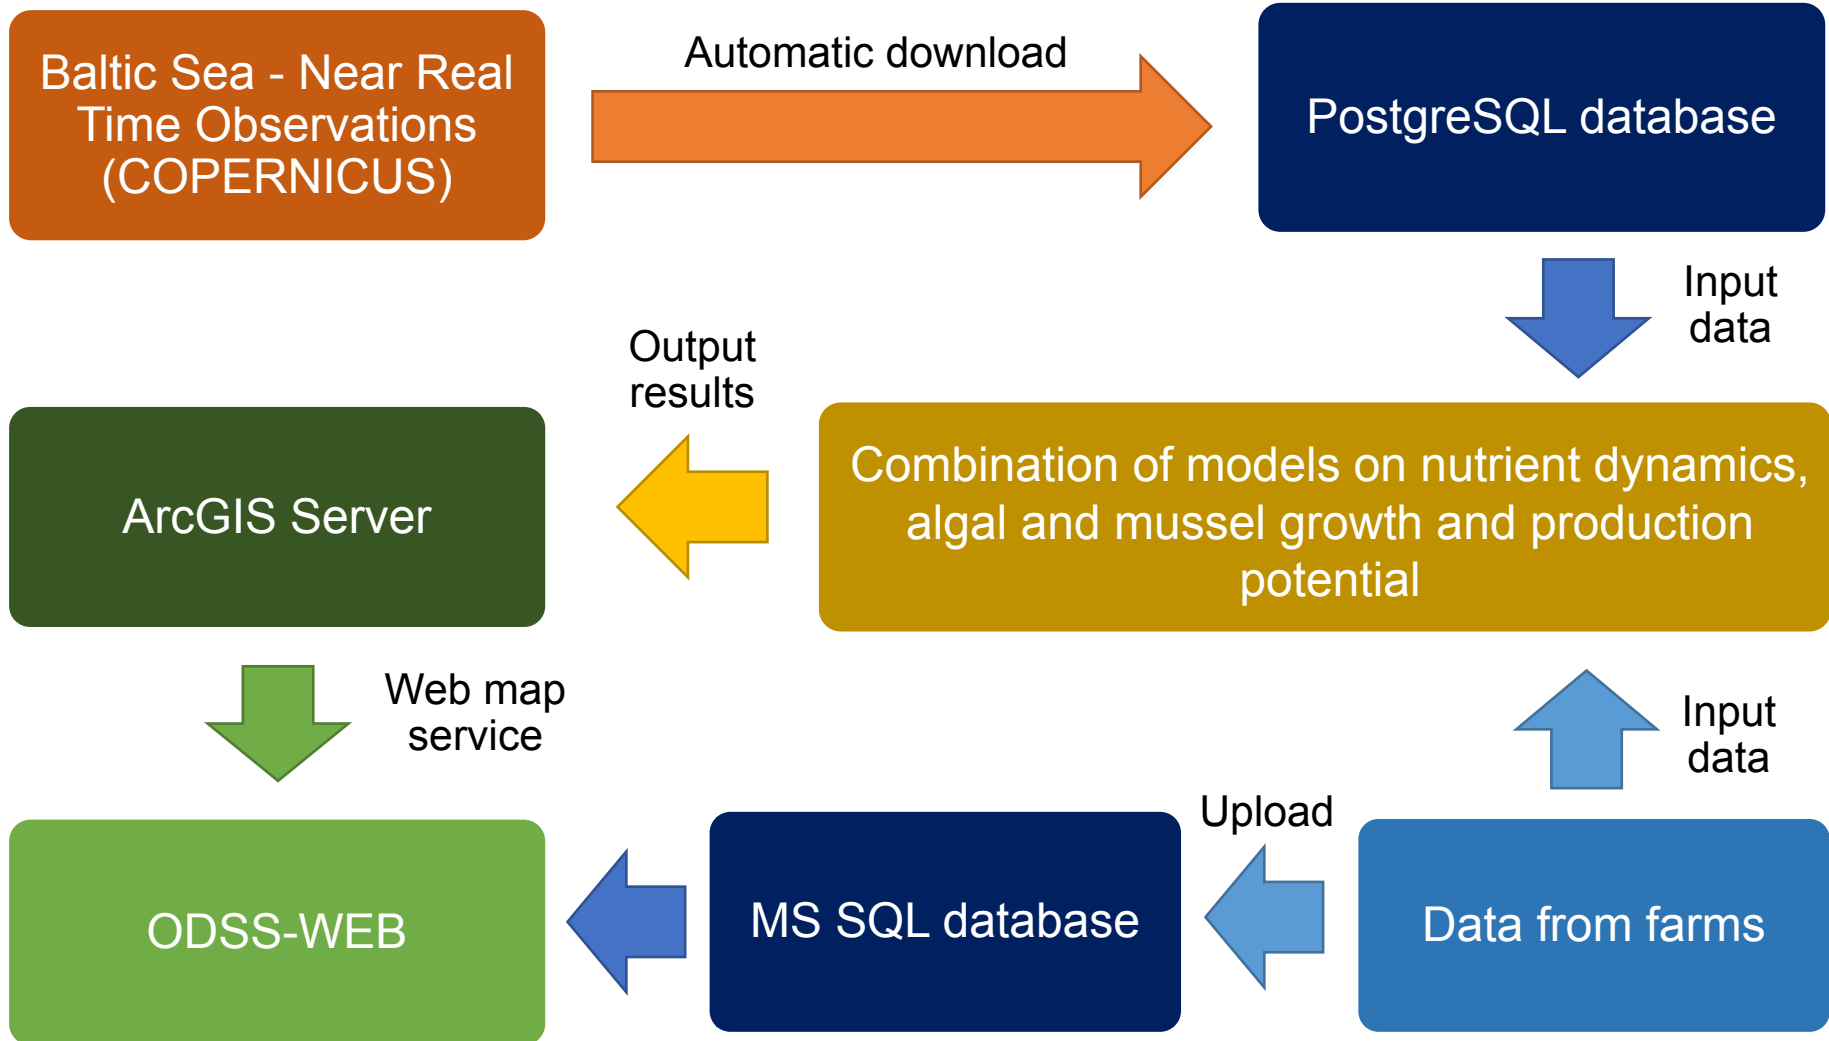 Baltic Sea - Near Real
Time Observations
(COPERNICUS)
Automatic download
PostgreSQL database
Input
data
Output
results
ArcGIS Server
Combination of models on nutrient dynamics,
algal and mussel growth and production
potential
Web map
service
Input
data
Upload
ODSS-WEB
MS SQL database
Data from farms